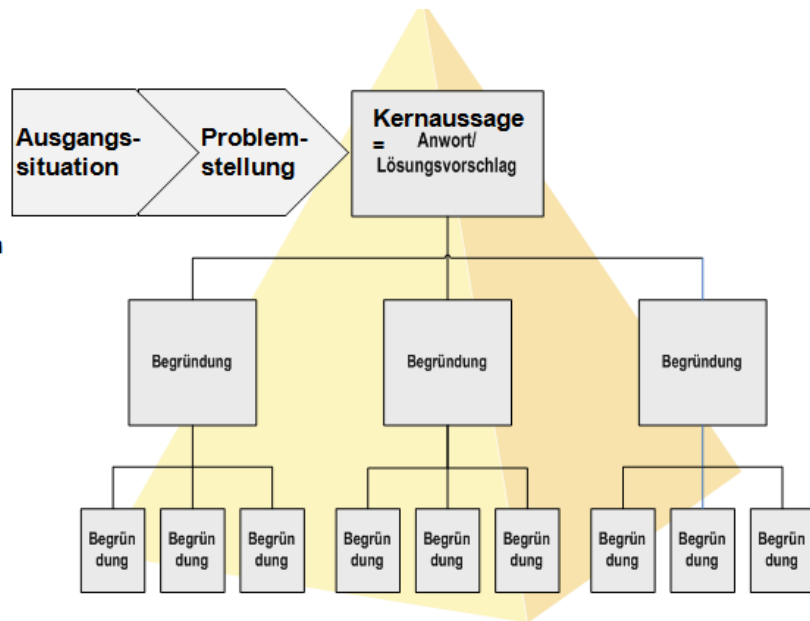 Ausgangs-
situation
Problem-
stellung
Kernaussage
= Anwort/
Lösungsvorschlag
Begründung
Begründung
Begründung
Begrün
dung
Begrün
dung
Begrün
dung
Begrün
dung
Begrün
dung
Begrün
dung
Begrün
dung
Begrün
dung
Begrün
dung